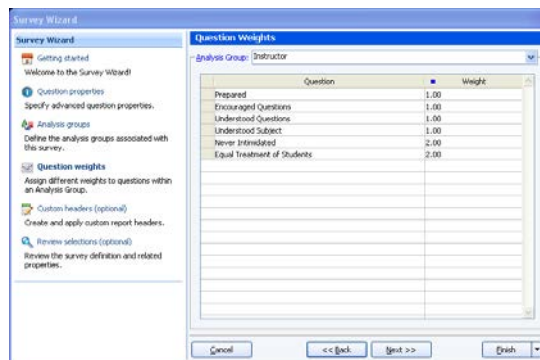 Survey Wizard
Survey Wizard
Getting started
Welcome to the Survey Wizard!
Question properties
Specify advanced question properties.
Analysis groups
Define the analysis groups associated with
this survey.
Question weights
Assign different weights to questions within
an Analysis Group.
Custom headers (optional)
Create and apply custom report headers.
Review selections (optional)
Review the survey definition and related
properties.
Question Weights
Analysis Group: Instructor
Question Weight
Prepared 1.00
Encouraged Questions 1.00
Understood Questions 1.00
Understood Subject 1.00
Never Intimidated 2.00
Equal Treatment of Students 2.00
Cancel << Back Next >> Finish